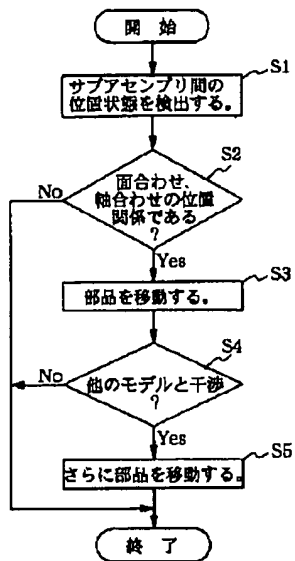 開始
S1
サブアセンブリ間の
位置状態を検出する。
S2
面合わせ、
軸合わせの位置
関係である
?
No
Yes
S3
部品を移動する。
S4
他のモデルと干渉
?
No
Yes
S5
さらに部品を移動する。
終了